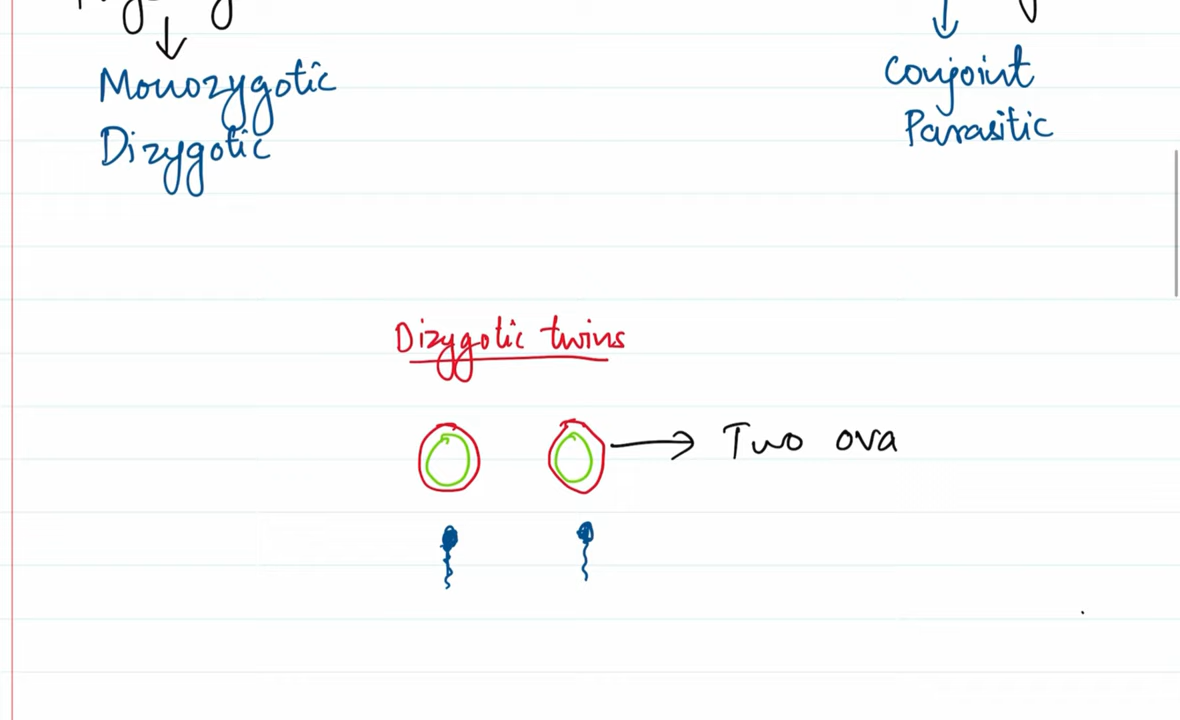 Monozygotic
Dizygotic
Conjoint
Parasitic
Dizygotic twins
Two ova